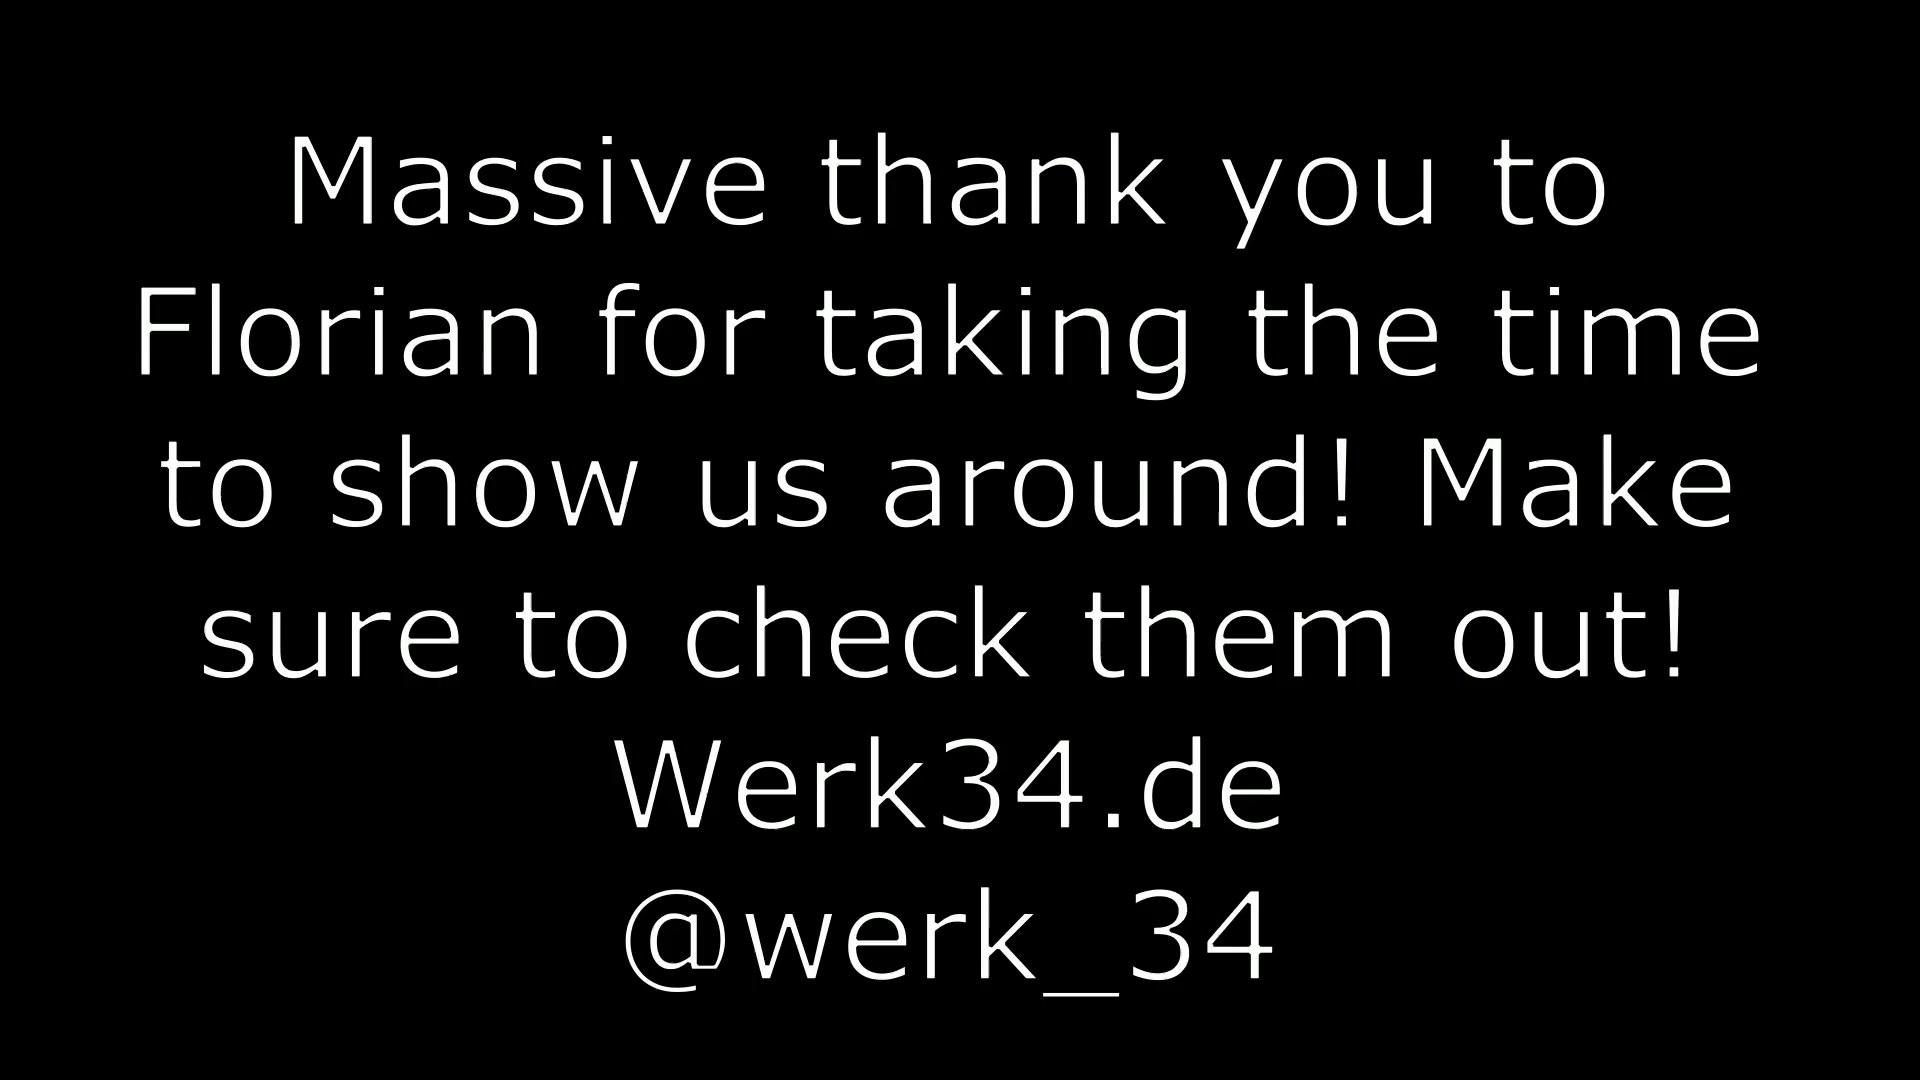 Massive thank you to
Florian for taking the time
to show us around! Make
sure to check them out!
Werk34.de
@werk_34